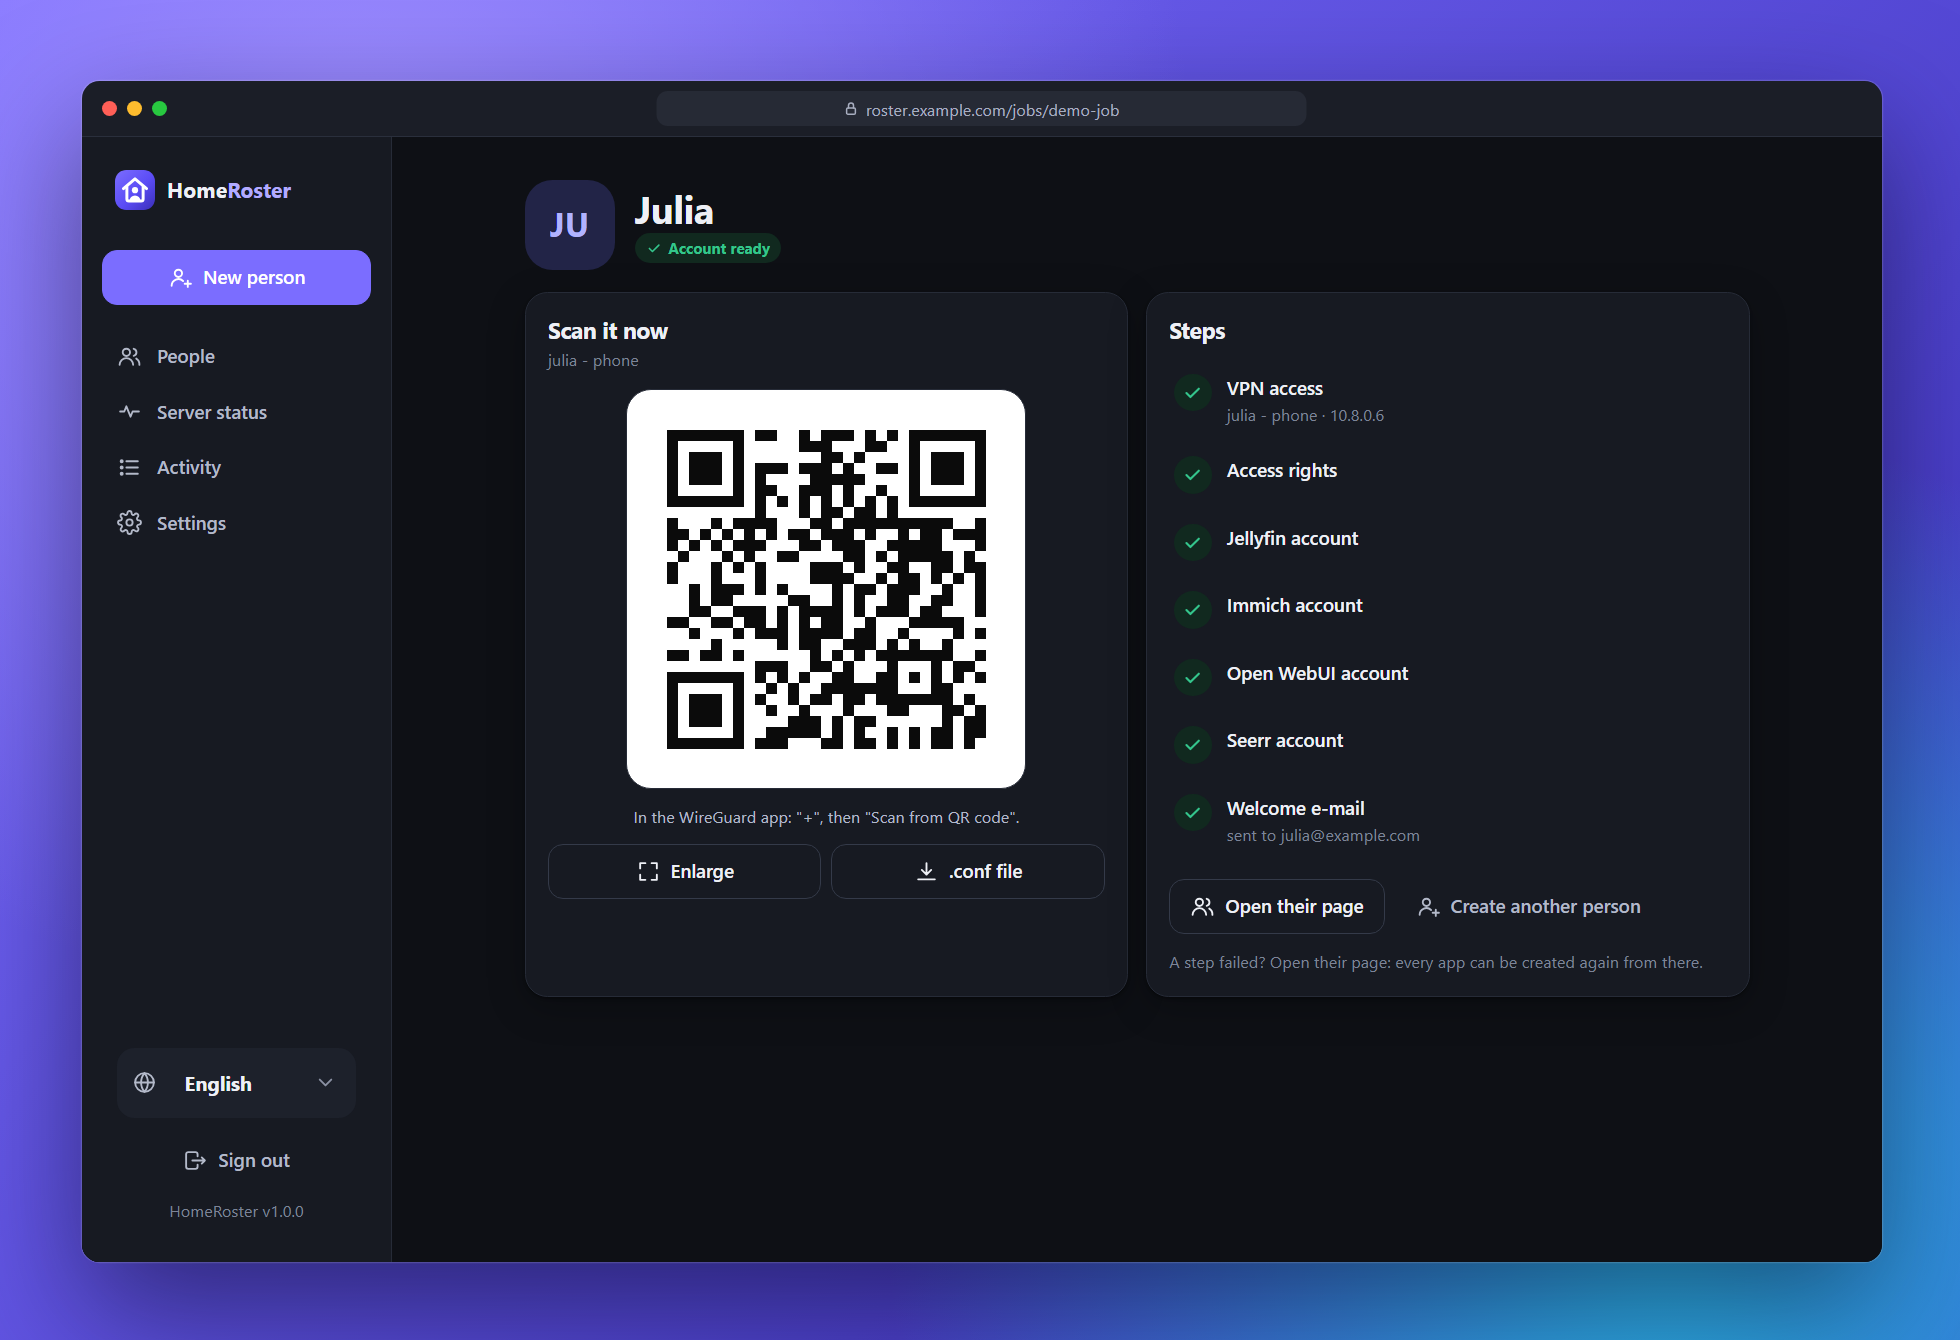 roster.example.com/jobs/demo-job
HomeRoster
New person
People
Server status
Activity
Settings
English
Sign out
HomeRoster v1.0.0
JU
Julia
Account ready
Scan it now
julia - phone
In the WireGuard app: "+", then "Scan from QR code".
Enlarge
.conf file
Steps
VPN access
julia - phone · 10.8.0.6
Access rights
Jellyfin account
Immich account
Open WebUI account
Seerr account
Welcome e-mail
sent to julia@example.com
Open their page
Create another person
A step failed? Open their page: every app can be created again from there.